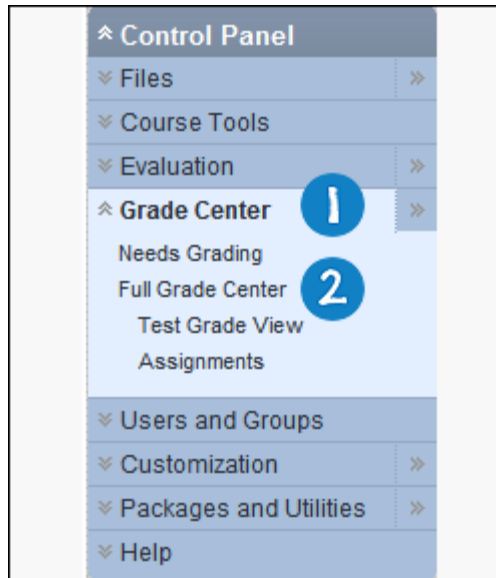 Control Panel
Files
Course Tools
Evaluation
Grade Center 1
Needs Grading
Full Grade Center 2
Test Grade View
Assignments
Users and Groups
Customization
Packages and Utilities
Help